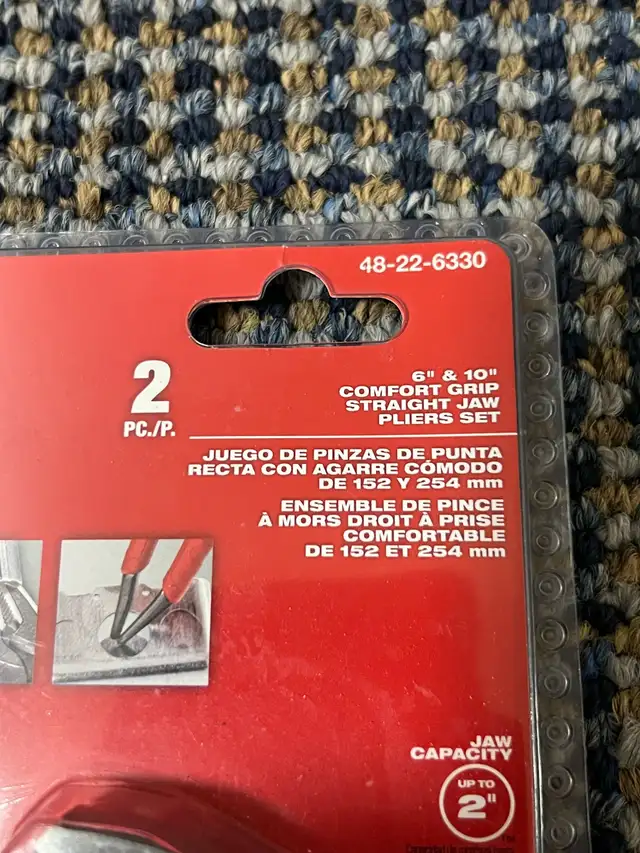 48-22-6330
2
PC./P.
6" & 10"
COMFORT GRIP
STRAIGHT JAW
PLIERS SET
JUEGO DE PINZAS DE PUNTA
RECTA CON AGARRE CÓMODO
DE 152 Y 254 mm
ENSEMBLE DE PINCE
À MORS DROIT À PRISE
COMFORTABLE
DE 152 ET 254 mm
JAW
CAPACITY
UP TO
2"